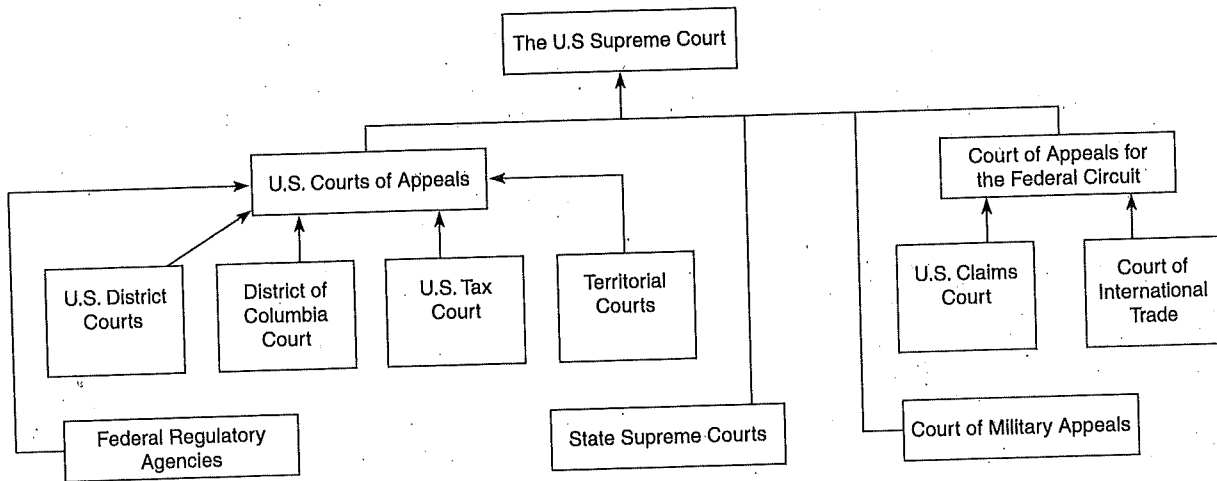 The U.S Supreme Court
U.S. Courts of Appeals
Court of Appeals for
the Federal Circuit
U.S. District
Courts
District of
Columbia
Court
U.S. Tax
Court
Territorial
Courts
U.S. Claims
Court
Court of
International
Trade
Federal Regulatory
Agencies
State Supreme Courts
Court of Military Appeals